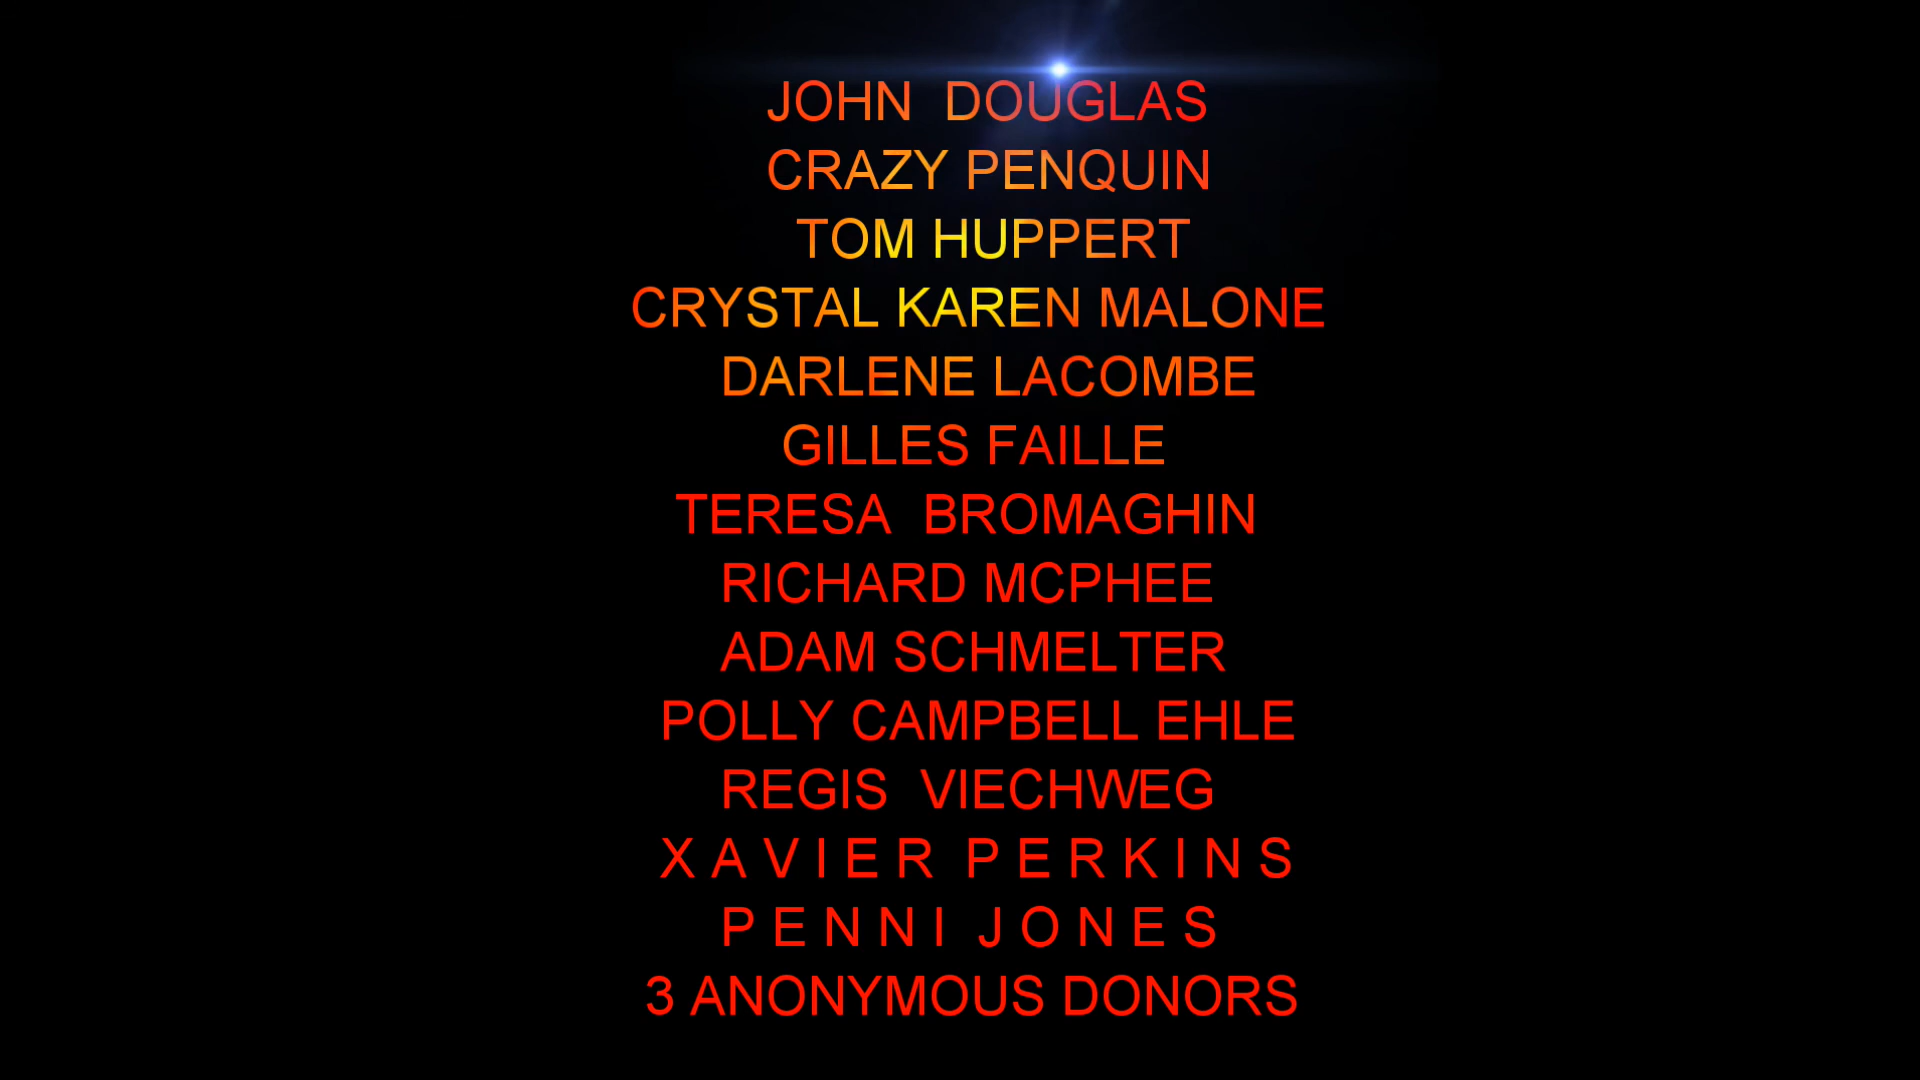 JOHN  DOUGLAS
CRAZY PENQUIN
TOM HUPPERT
CRYSTAL KAREN MALONE
DARLENE LACOMBE
GILLES FAILLE
TERESA  BROMAGHIN
RICHARD MCPHEE
ADAM SCHMELTER
POLLY CAMPBELL EHLE
REGIS  VIECHWEG
X A V I E R  P E R K I N S
P E N N I  J O N E S
3 ANONYMOUS DONORS